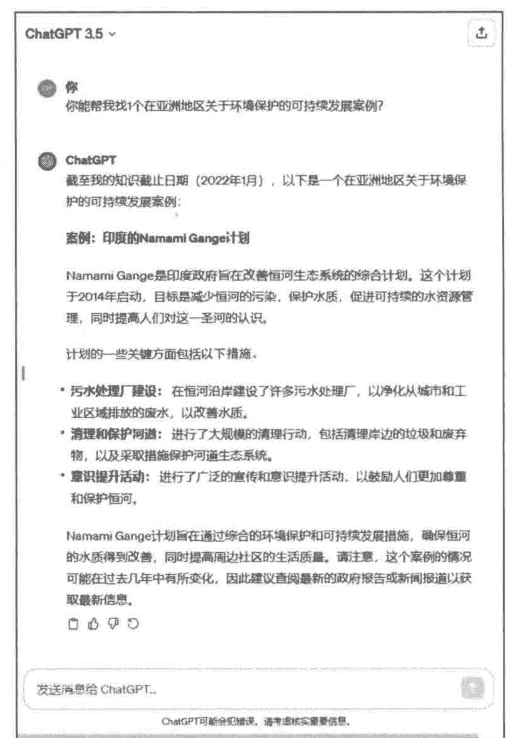 ChatGPT 3.5
你
你能帮我找1个在亚洲地区关于环境保护的可持续发展案例?
ChatGPT
截至我的知识截止日期（2022年1月），以下是一个在亚洲地区关于环境保
护的可持续发展案例：
案例：印度的Namami Gange计划
Namami Gange是印度政府旨在改善恒河生态系统的综合计划。这个计划
于2014年启动，目标是减少恒河的污染，保护水质，促进可持续的水资源管
理，同时提高人们对这一圣河的认识。
计划的一些关键方面包括以下措施。
• 污水处理厂建设： 在恒河沿岸建设了许多污水处理厂，以净化从城市和工
业区域排放的废水，以改善水质。
• 清理和保护河道： 进行了大规模的清理行动，包括清理岸边的垃圾和废弃
物，以及采取措施保护河道生态系统。
• 意识提升活动： 进行了广泛的宣传和意识提升活动，以鼓励人们更加尊重
和保护恒河。
Namami Gange计划旨在通过综合的环境保护和可持续发展措施，确保恒河
的水质得到改善，同时提高周边社区的生活质量。请注意，这个案例的情况
可能在过去几年中有所变化，因此建议查阅最新的政府报告或新闻报道以获
取最新信息。
发送消息给 ChatGPT...
ChatGPT可能会犯错误。请考虑核实重要信息。